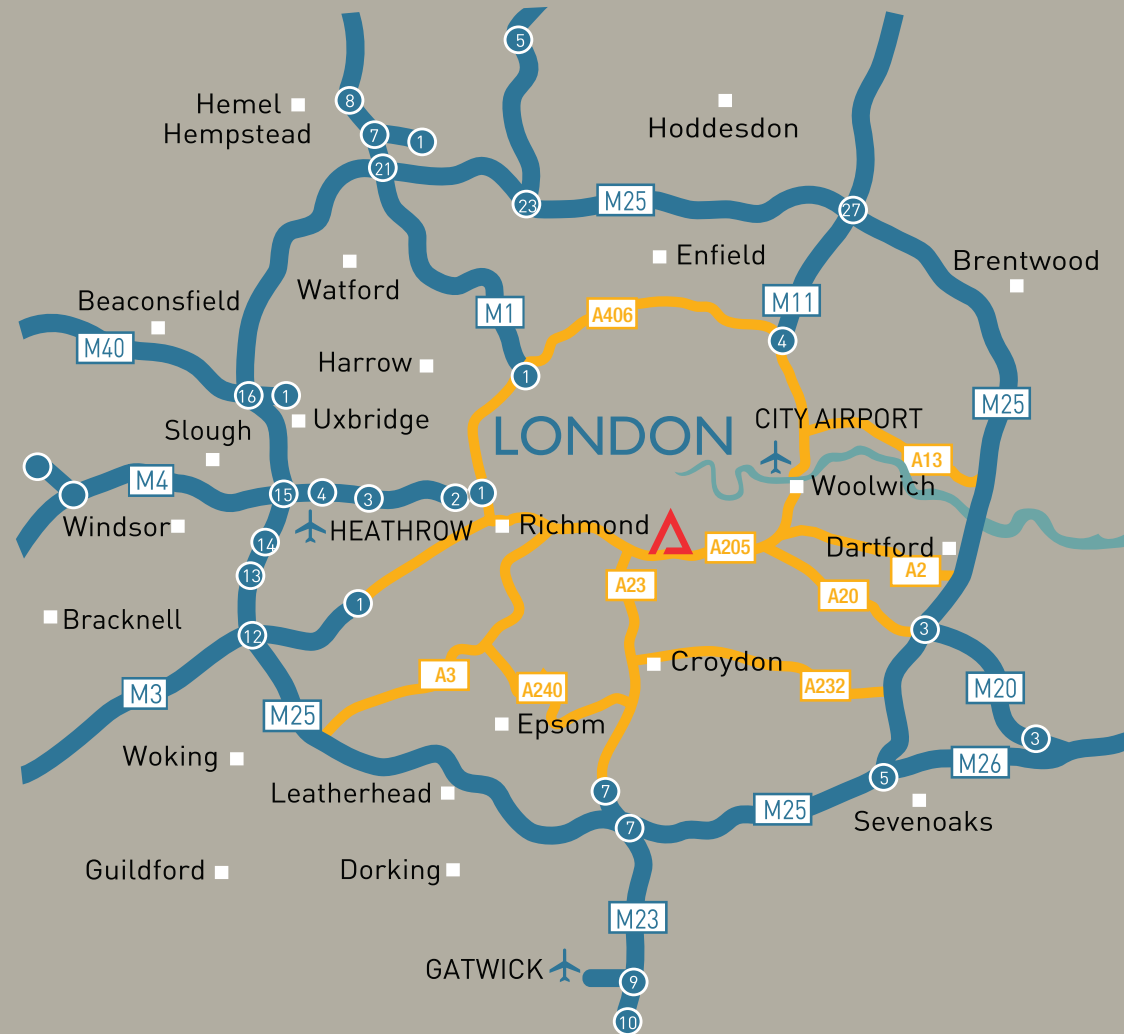 5
8
Hemel
Hempstead
7
1
Hoddesdon
21
23
M25
27
Enfield
Brentwood
Watford
Beaconsfield
M1
A406
M11
M40
4
Harrow
1
16
1
M25
Uxbridge
Slough
LONDON
CITY AIRPORT
A13
M4
15
4
3
2
1
Woolwich
Windsor
HEATHROW
Richmond
14
A205
Dartford
13
A23
A2
1
A20
Bracknell
12
3
Croydon
A3
A240
A232
M20
M3
M25
Epsom
3
Woking
M26
5
Leatherhead
7
M25
Sevenoaks
7
Guildford
Dorking
M23
GATWICK
9
10